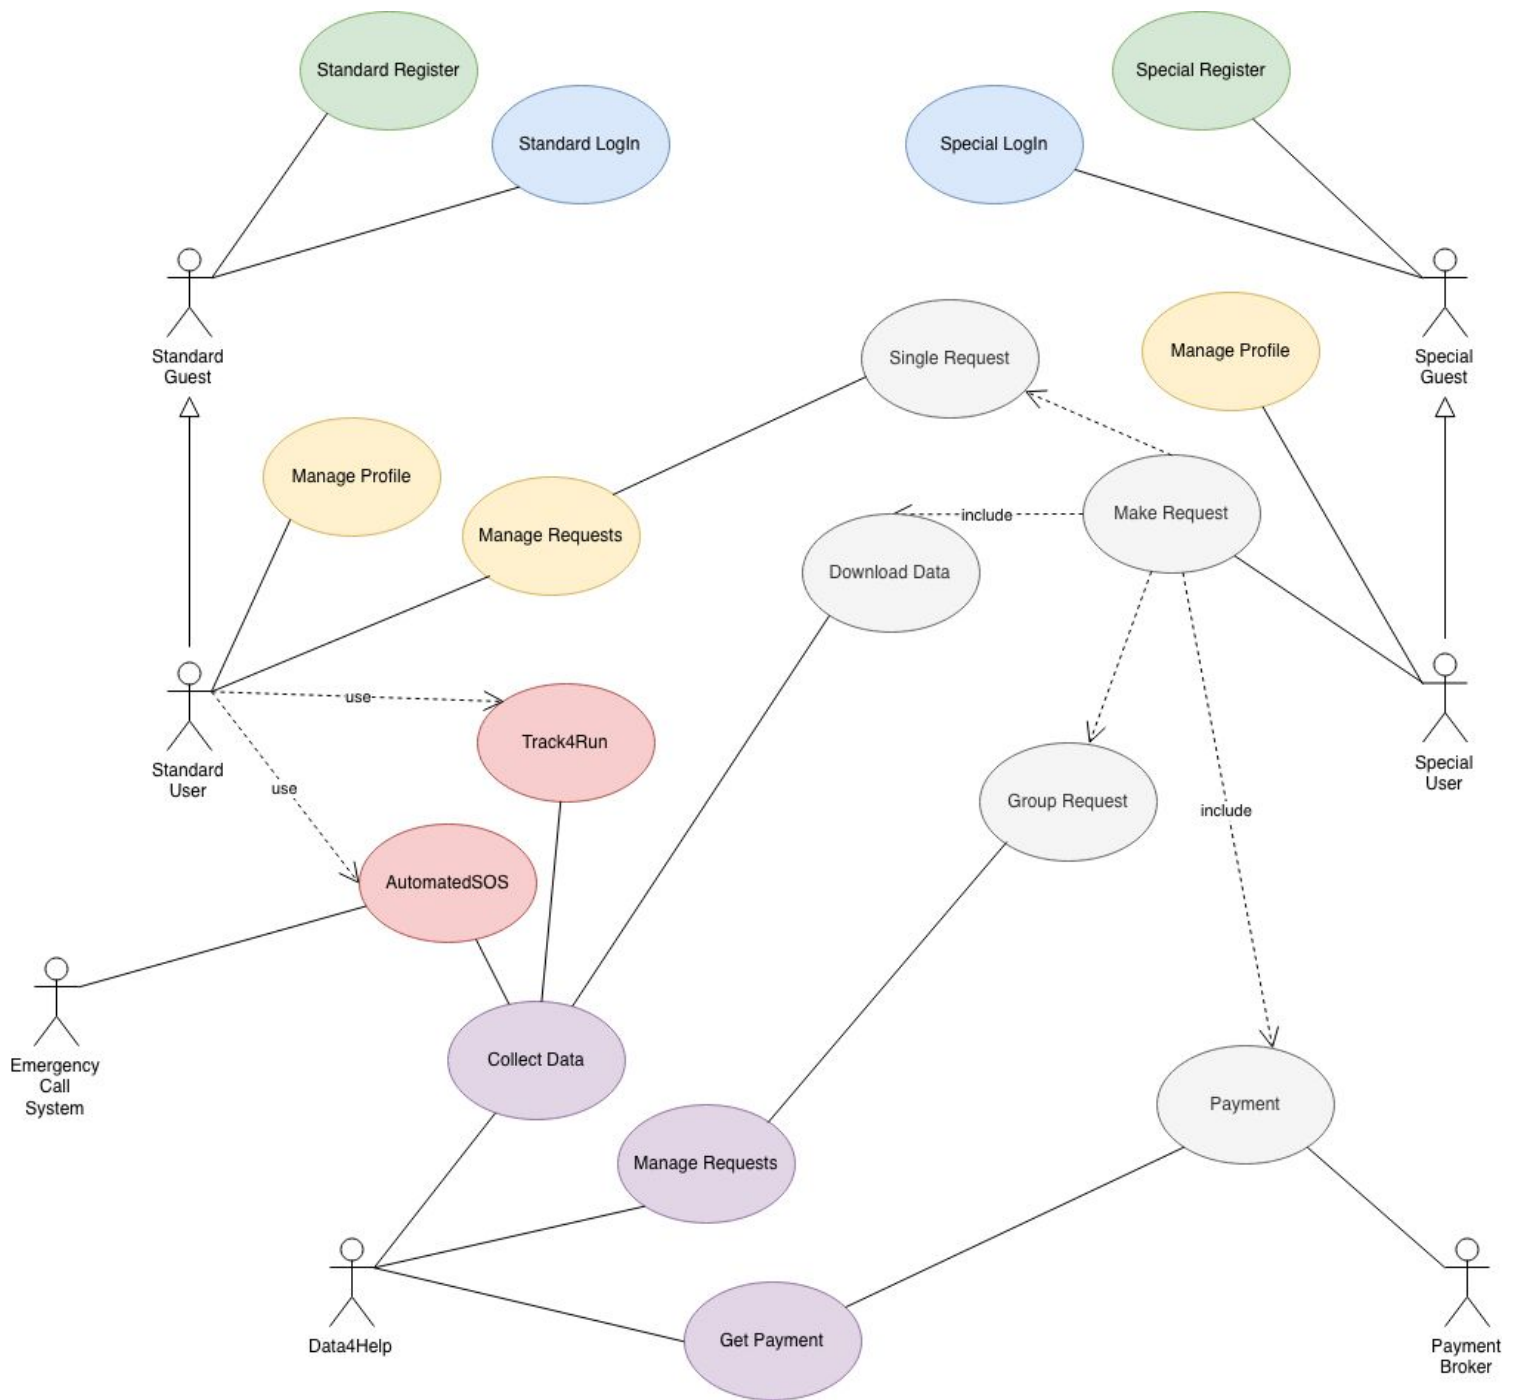 Standard Register
Special Register
Standard LogIn
Special LogIn
Standard
Guest
Special
Guest
Single Request
Manage Profile
Manage Profile
Manage Requests
Make Request
include
Download Data
use
Track4Run
Standard
User
Special
User
use
Group Request
include
AutomatedSOS
Emergency
Call
System
Collect Data
Payment
Manage Requests
Data4Help
Get Payment
Payment
Broker